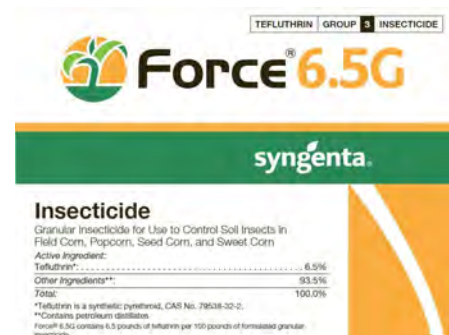 TEFLUTHRIN GROUP 3 INSECTICIDE
Force® 6.5G
syngenta®
Insecticide
Granular Insecticide for Use to Control Soil Insects in
Field Corn, Popcorn, Seed Corn, and Sweet Corn
Active Ingredient:
Tefluthrin*: 6.5%
Other Ingredients**: 93.5%
Total: 100.0%
*Tefluthrin is a synthetic pyrethroid, CAS No. 79538-32-2.
**Contains petroleum distillates
Force® 6.5G contains 6.5 pounds of tefluthrin per 100 pounds of formulated granular
insecticide.